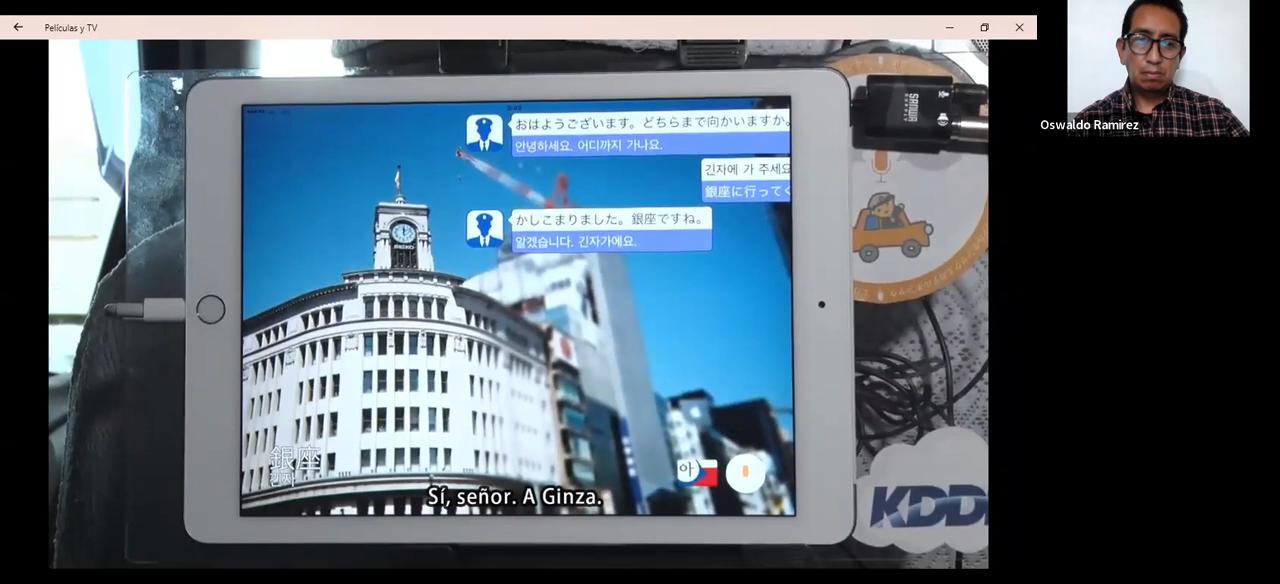 Películas y TV
Oswaldo Ramirez
おはようございます。どちらまで向かいますか。
안녕하세요. 어디까지 가나요.
긴자에 가 주세요
銀座に行ってく
かしこまりました。銀座ですね。
알겠습니다. 긴자가에요.
SEIKO
銀座
긴자
아
Sí, señor. A Ginza.
SANWA
SUPPLY
KDDI